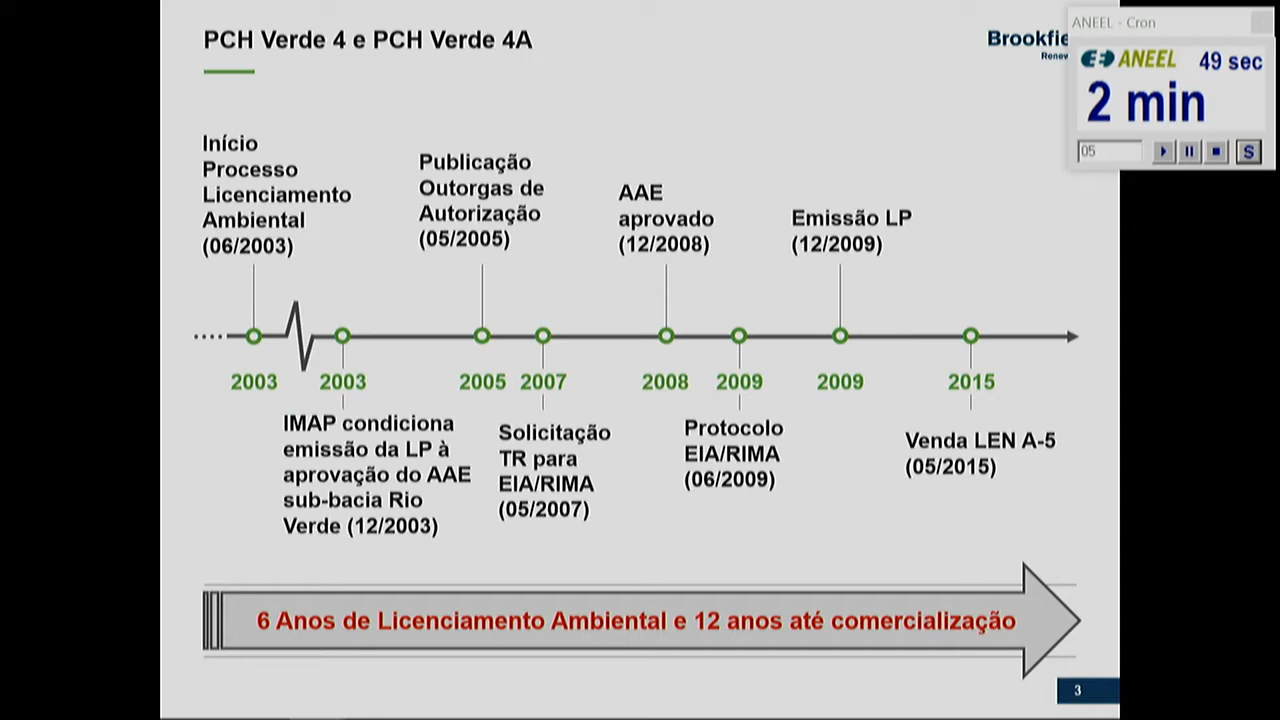 PCH Verde 4 e PCH Verde 4A
Brookfie
Renew
ANEEL - Cron
ANEEL
49 sec
2 min
05
S
Início
Processo
Licenciamento
Ambiental
(06/2003)
Publicação
Outorgas de
Autorização
(05/2005)
AAE
aprovado
(12/2008)
Emissão LP
(12/2009)
2003
2003
2005
2007
2008
2009
2009
2015
IMAP condiciona
emissão da LP à
aprovação do AAE
sub-bacia Rio
Verde (12/2003)
Solicitação
TR para
EIA/RIMA
(05/2007)
Protocolo
EIA/RIMA
(06/2009)
Venda LEN A-5
(05/2015)
6 Anos de Licenciamento Ambiental e 12 anos até comercialização
3